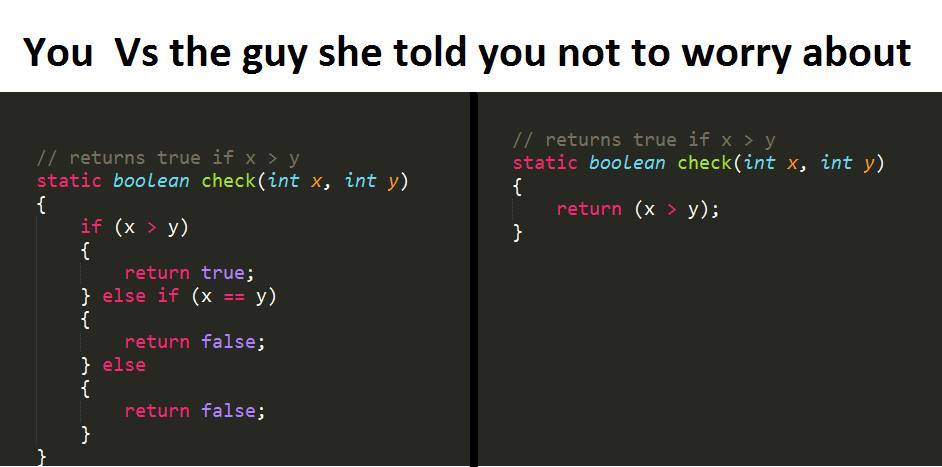 You  Vs the guy she told you not to worry about
// returns true if x > y
static boolean check(int x, int y)
{
    if (x > y)
    {
        return true;
    } else if (x == y)
    {
        return false;
    } else
    {
        return false;
    }
}
// returns true if x > y
static boolean check(int x, int y)
{
    return (x > y);
}